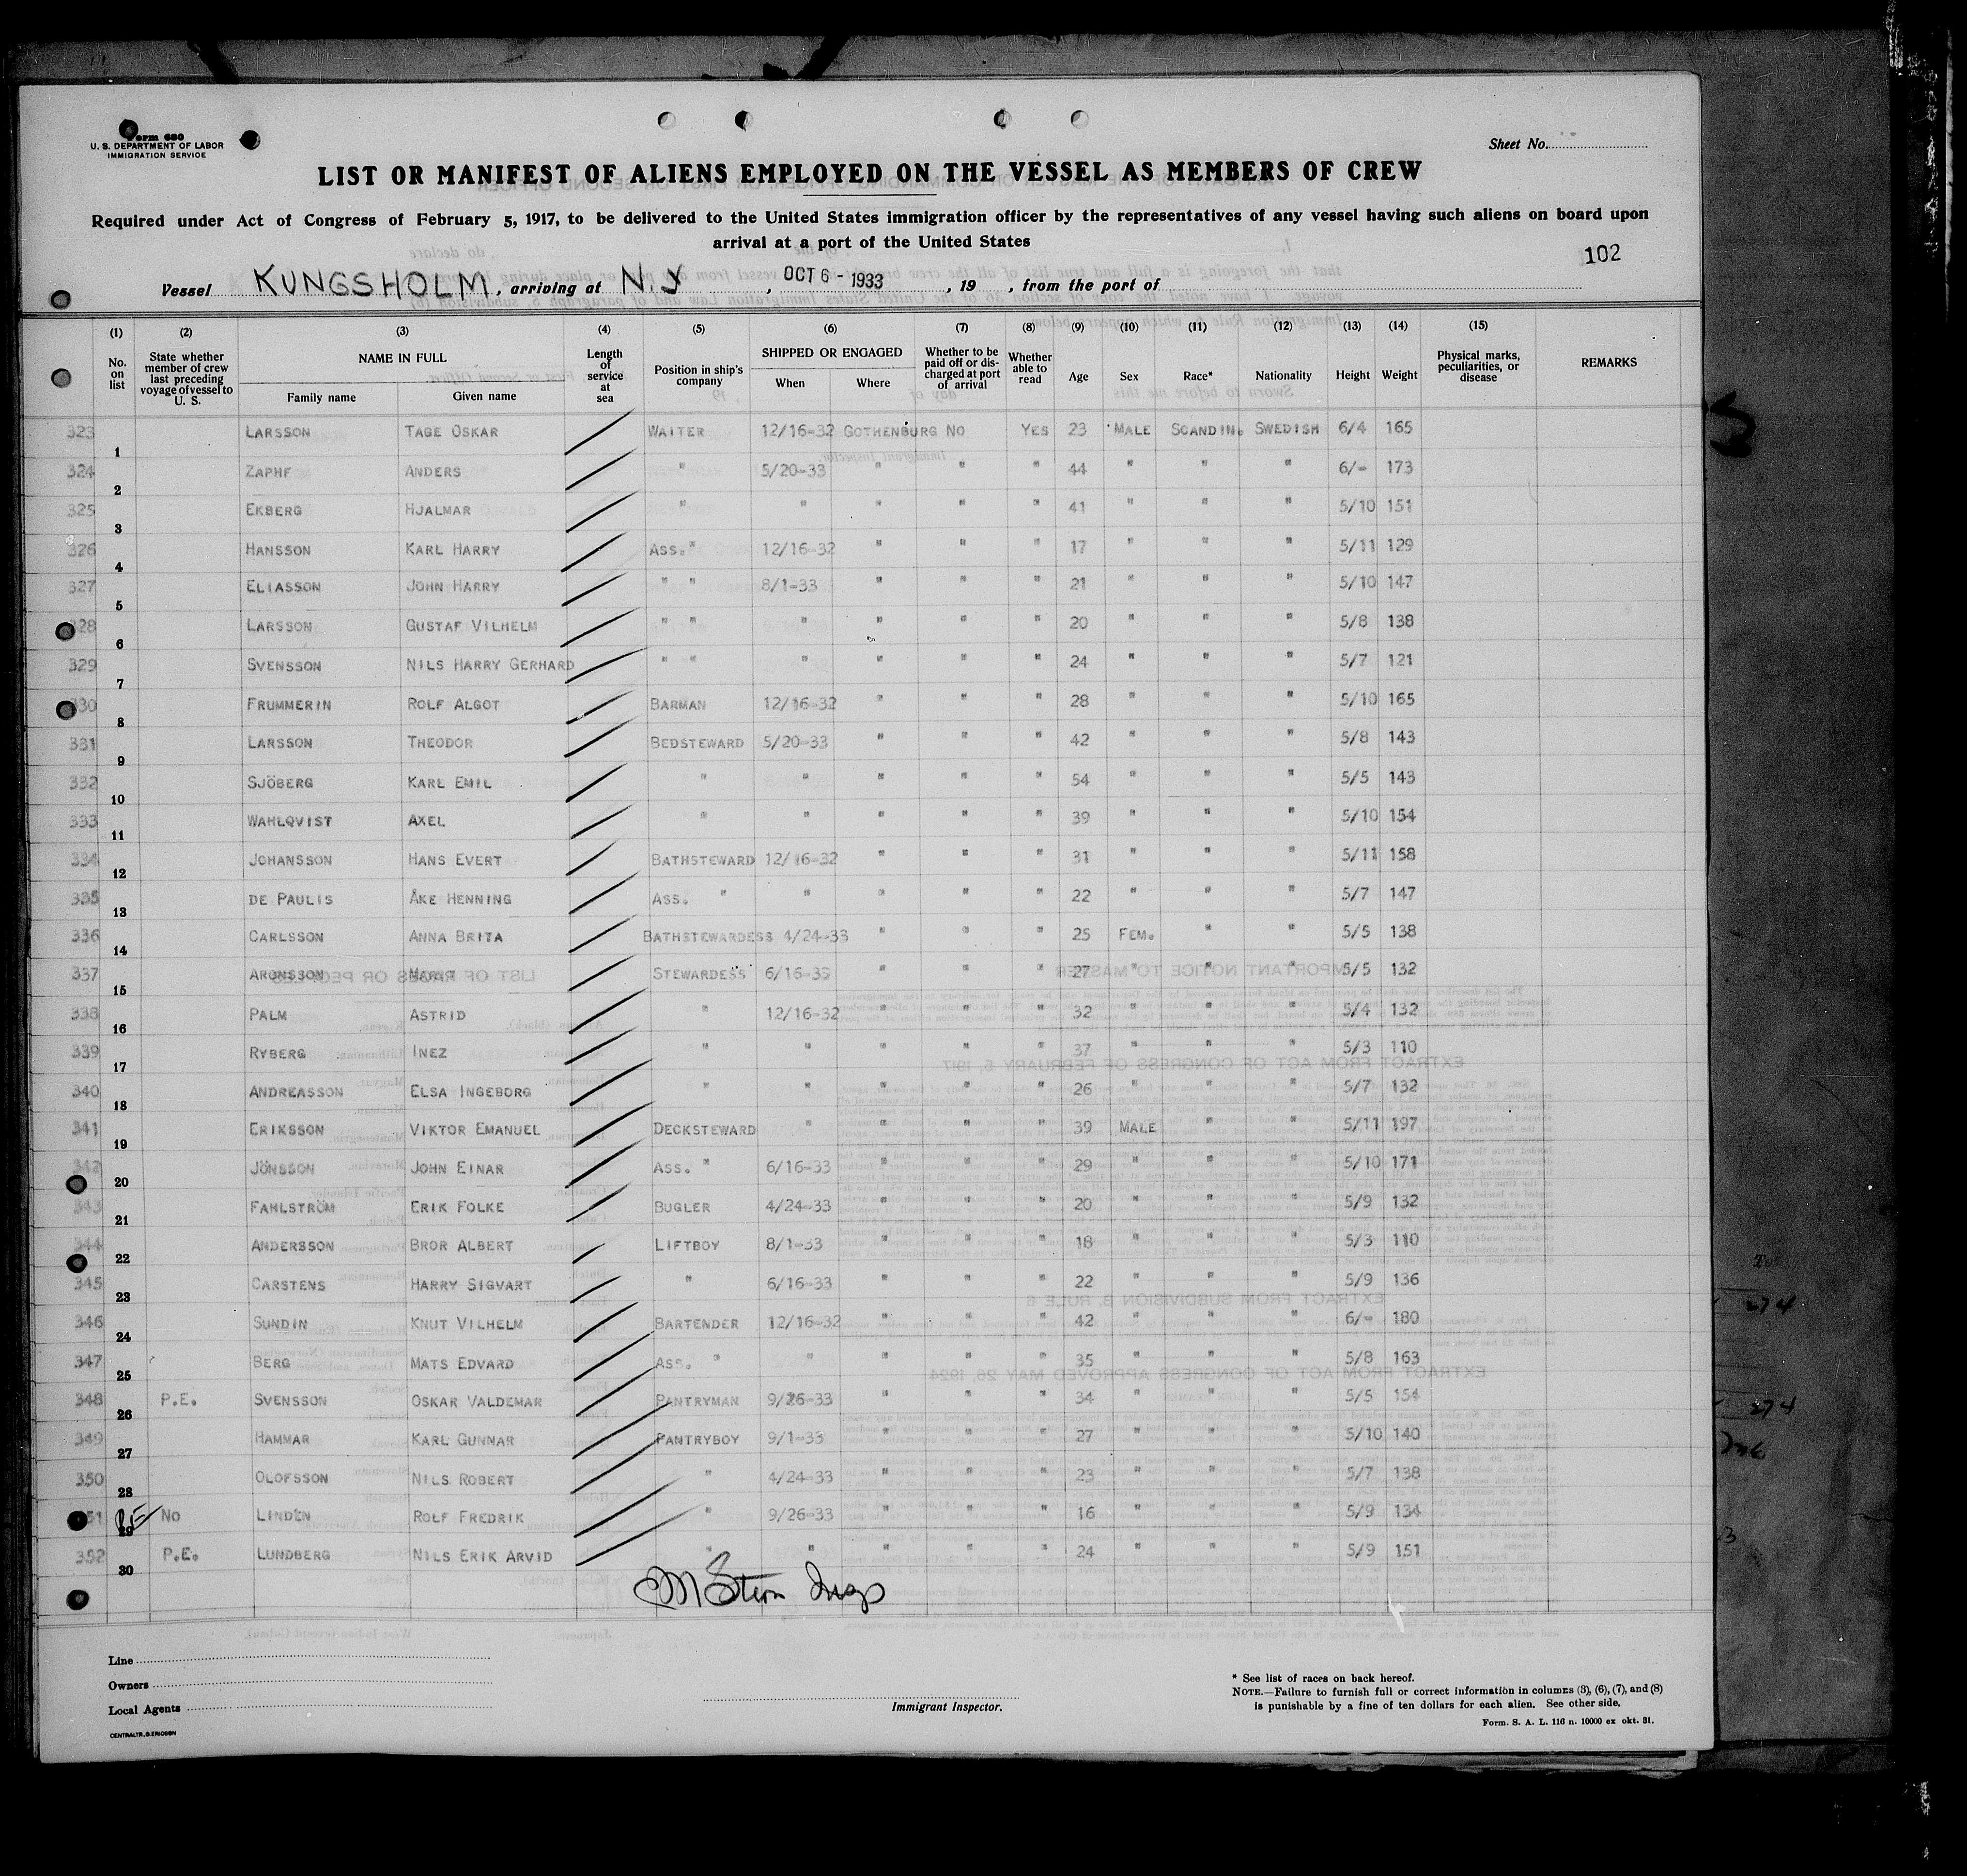 Form 680
U. S. DEPARTMENT OF LABOR
IMMIGRATION SERVICE
Sheet No.
LIST OR MANIFEST OF ALIENS EMPLOYED ON THE VESSEL AS MEMBERS OF CREW
Required under Act of Congress of February 5, 1917, to be delivered to the United States immigration officer by the representatives of any vessel having such aliens on board upon
arrival at a port of the United States
102
Vessel KUNGSHOLM, arriving at N.Y, OCT 6 - 1933, 19 , from the port of
(1) (2) (3) (4) (5) (6) (7) (8) (9) (10) (11) (12) (13) (14) (15)
No. on list | State whether member of crew last preceding voyage of vessel to U. S. | NAME IN FULL | Family name | Given name | Length of service at sea | Position in ship's company | SHIPPED OR ENGAGED | When | Where | Whether to be paid off or discharged at port of arrival | Whether able to read | Age | Sex | Race* | Nationality | Height | Weight | Physical marks, peculiarities, or disease | REMARKS
323 1 LARSSON TAGE OSKAR WAITER 12/16-32 GOTHENBURG NO YES 23 MALE SCANDIN. SWEDISH 6/4 165
324 2 ZAPHF ANDERS " 5/20-33 " " " 44 " " " 6/- 173
325 3 EKBERG HJALMAR " " " " " 41 " " " 5/10 151
326 4 HANSSON KARL HARRY ASS." 12/16-32 " " " 17 " " " 5/11 129
327 5 ELIASSON JOHN HARRY " " 8/1-33 " " " 21 " " " 5/10 147
328 6 LARSSON GUSTAF VILHELM " " " " " " 20 " " " 5/8 138
329 7 SVENSSON NILS HARRY GERHARD " " " " " " 24 " " " 5/7 121
330 8 FRUMMERIN ROLF ALGOT BARMAN 12/16-32 " " " 28 " " " 5/10 165
331 9 LARSSON THEODOR BEDSTEWARD 5/20-33 " " " 42 " " " 5/8 143
332 10 SJÖBERG KARL EMIL " " " " " 54 " " " 5/5 143
333 11 WAHLQVIST AXEL " " " " " 39 " " " 5/10 154
334 12 JOHANSSON HANS EVERT BATHSTEWARD 12/16-32 " " " 31 " " " 5/11 158
335 13 DE PAULIS ÅKE HENNING ASS. " " " " " 22 " " " 5/7 147
336 14 CARLSSON ANNA BRITA BATHSTEWARDESS 4/24-33 " " " 25 FEM. " " 5/5 138
337 15 ARONSSON STEWARDESS 6/16-33 " " " 27 " " " 5/5 132
338 16 PALM ASTRID " 12/16-32 " " " 32 " " " 5/4 132
339 17 RYBERG INEZ " " " " " 37 " " " 5/3 110
340 18 ANDREASSON ELSA INGEBORG " " " " " 26 " " " 5/7 132
341 19 ERIKSSON VIKTOR EMANUEL DECKSTEWARD " " " " 39 MALE " " 5/11 197
342 20 JÖNSSON JOHN EINAR ASS. " 6/16-33 " " " 29 " " " 5/10 171
343 21 FAHLSTRÖM ERIK FOLKE BUGLER 4/24-33 " " " 20 " " " 5/9 132
344 22 ANDERSSON BROR ALBERT LIFTBOY 8/1-33 " " " 18 " " " 5/3 110
345 23 CARSTENS HARRY SIGVART " 6/16-33 " " " 22 " " " 5/9 136
346 24 SUNDIN KNUT VILHELM BARTENDER 12/16-32 " " " 42 " " " 6/- 180
347 25 BERG MATS EDVARD ASS. " " " " " 35 " " " 5/8 163
348 26 P.E. SVENSSON OSKAR VALDEMAR PANTRYMAN 9/26-33 " " " 34 " " " 5/5 154
349 27 HAMMAR KARL GUNNAR PANTRYBOY 9/1-33 " " " 27 " " " 5/10 140
350 28 OLOFSSON NILS ROBERT " 4/24-33 " " " 23 " " " 5/7 138
351 29 PE NO LINDÉN ROLF FREDRIK " 9/26-33 " " " 16 " " " 5/9 134
352 30 P.E. LUNDBERG NILS ERIK ARVID " " " " " 24 " " " 5/9 151
M Stern Insp
Line
Owners
Local Agents
CENTRALTR. G. ERICSON
Immigrant Inspector.
* See list of races on back hereof.
NOTE.—Failure to furnish full or correct information in columns (3), (6), (7), and (8)
is punishable by a fine of ten dollars for each alien. See other side.
Form. S. A. L. 116 n. 10000 ex okt. 31.
274
274